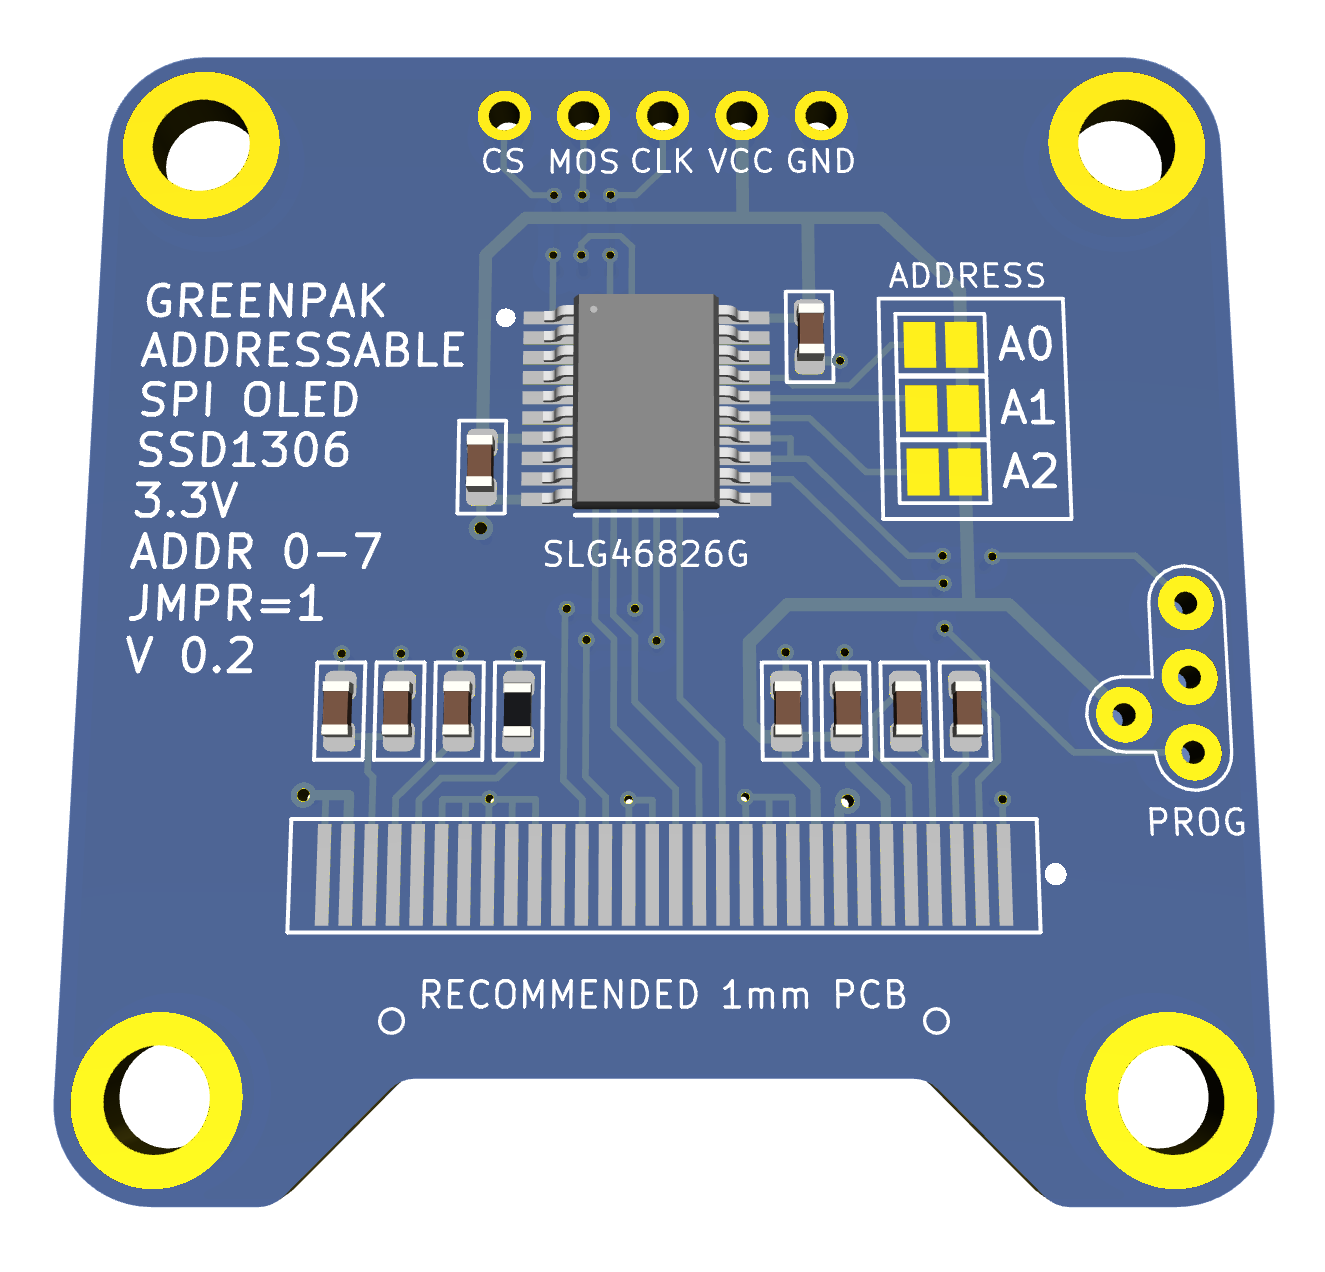 CS MOS CLK VCC GND
ADDRESS
A0
A1
A2
GREENPAK
ADDRESSABLE
SPI OLED
SSD1306
3.3V
ADDR 0-7
JMPR=1
V 0.2
SLG46826G
PROG
RECOMMENDED 1mm PCB